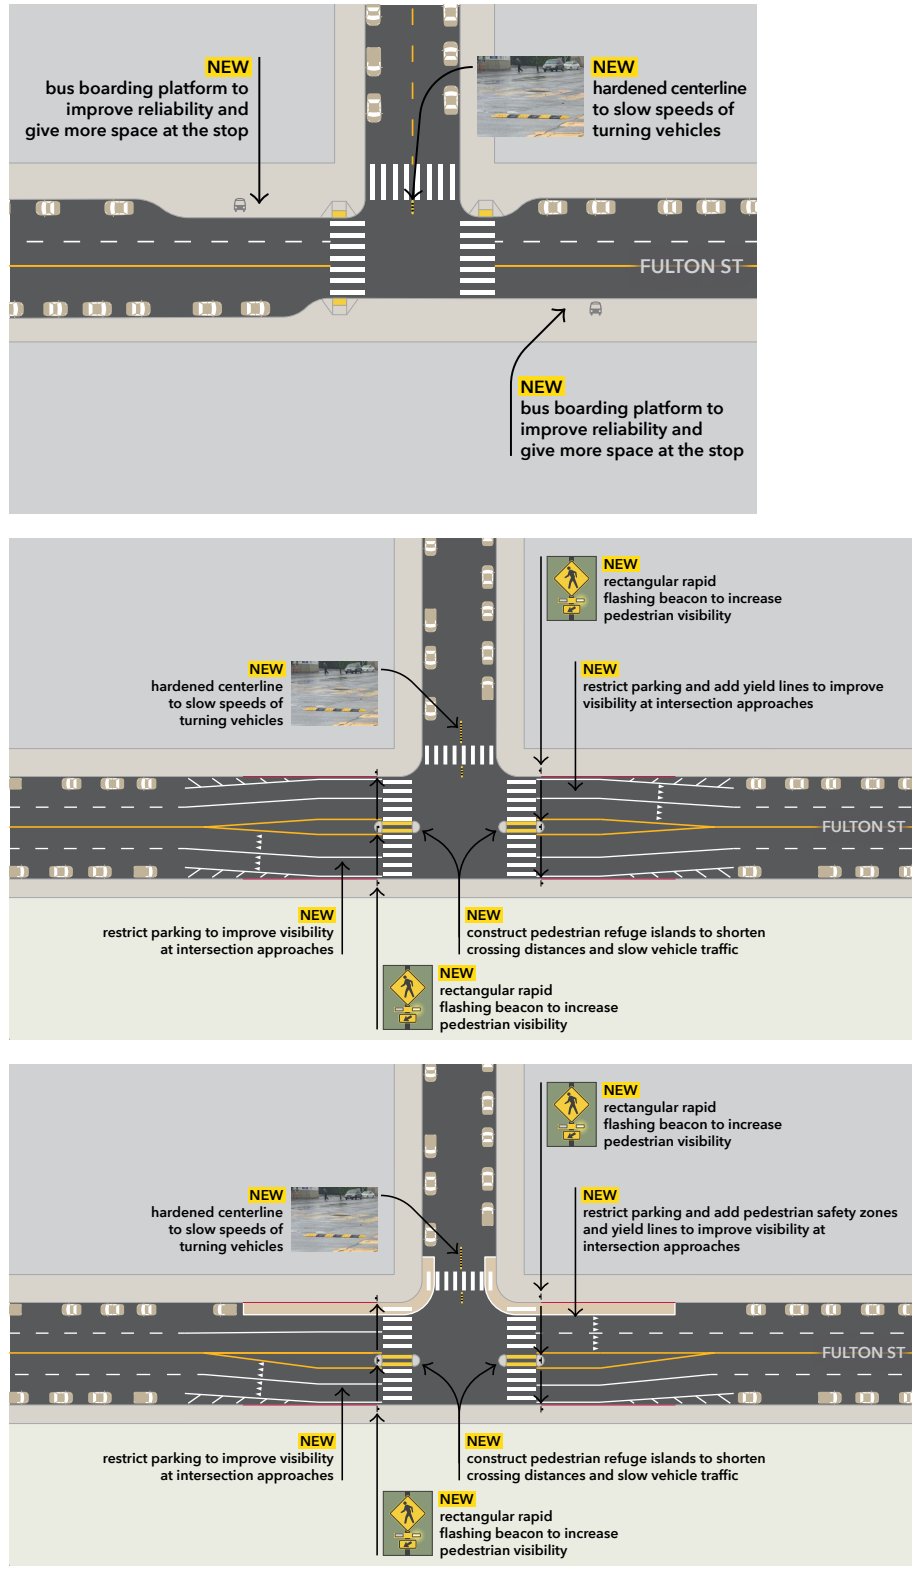 NEW
bus boarding platform to
improve reliability and
give more space at the stop
NEW
hardened centerline
to slow speeds of
turning vehicles
FULTON ST
NEW
bus boarding platform to
improve reliability and
give more space at the stop
NEW
rectangular rapid
flashing beacon to increase
pedestrian visibility
NEW
hardened centerline
to slow speeds of
turning vehicles
NEW
restrict parking and add yield lines to improve
visibility at intersection approaches
FULTON ST
NEW
restrict parking to improve visibility
at intersection approaches
NEW
construct pedestrian refuge islands to shorten
crossing distances and slow vehicle traffic
NEW
rectangular rapid
flashing beacon to increase
pedestrian visibility
NEW
rectangular rapid
flashing beacon to increase
pedestrian visibility
NEW
hardened centerline
to slow speeds of
turning vehicles
NEW
restrict parking and add pedestrian safety zones
and yield lines to improve visibility at
intersection approaches
FULTON ST
NEW
restrict parking to improve visibility
at intersection approaches
NEW
construct pedestrian refuge islands to shorten
crossing distances and slow vehicle traffic
NEW
rectangular rapid
flashing beacon to increase
pedestrian visibility